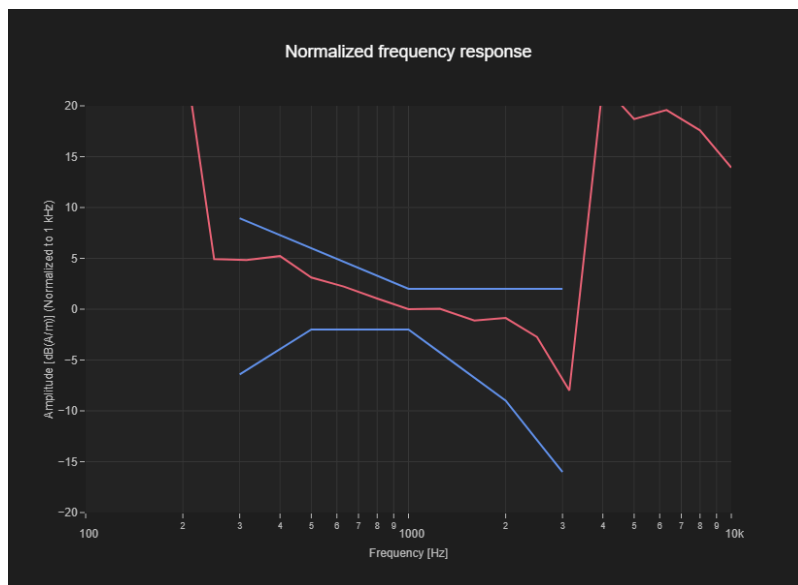 Normalized frequency response
Amplitude [dB(A/m)] (Normalized to 1 kHz)
20
15
10
5
0
−5
−10
−15
−20
100 2 3 4 5 6 7 8 9 1000 2 3 4 5 6 7 8 9 10k
Frequency [Hz]